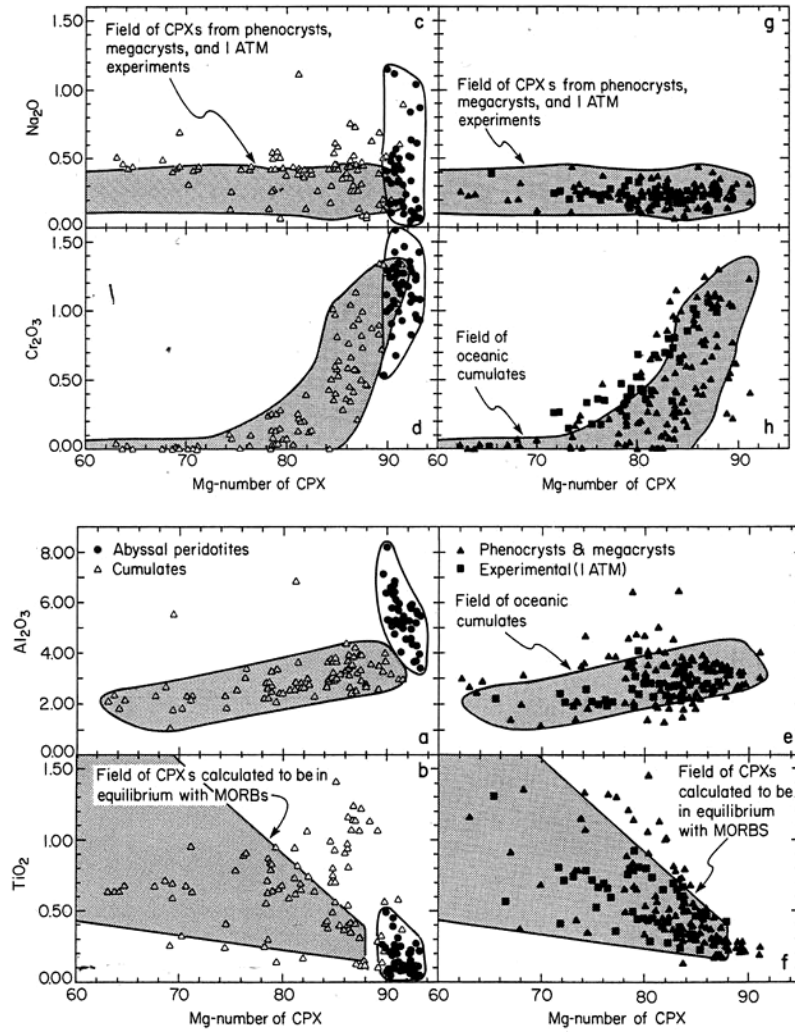 c
Field of CPXs from phenocrysts,
megacrysts, and 1 ATM
experiments
1.50
1.00
0.50
0.00
Na2O
g
Field of CPXs from phenocrysts,
megacrysts, and 1 ATM
experiments
1.50
1.00
0.50
0.00
Cr2O3
d
Field of
oceanic
cumulates
h
60
70
80
90
60
70
80
90
Mg-number of CPX
Mg-number of CPX
8.00
6.00
4.00
2.00
0.00
Al2O3
● Abyssal peridotites
△ Cumulates
a
▲ Phenocrysts & megacrysts
■ Experimental (1 ATM)
Field of oceanic
cumulates
e
b
Field of CPXs calculated to be in
equilibrium with MORBs
1.00
0.50
0.00
TiO2
Field of CPXs
calculated to be
in equilibrium
with MORBS
f
60
70
80
90
60
70
80
90
Mg-number of CPX
Mg-number of CPX